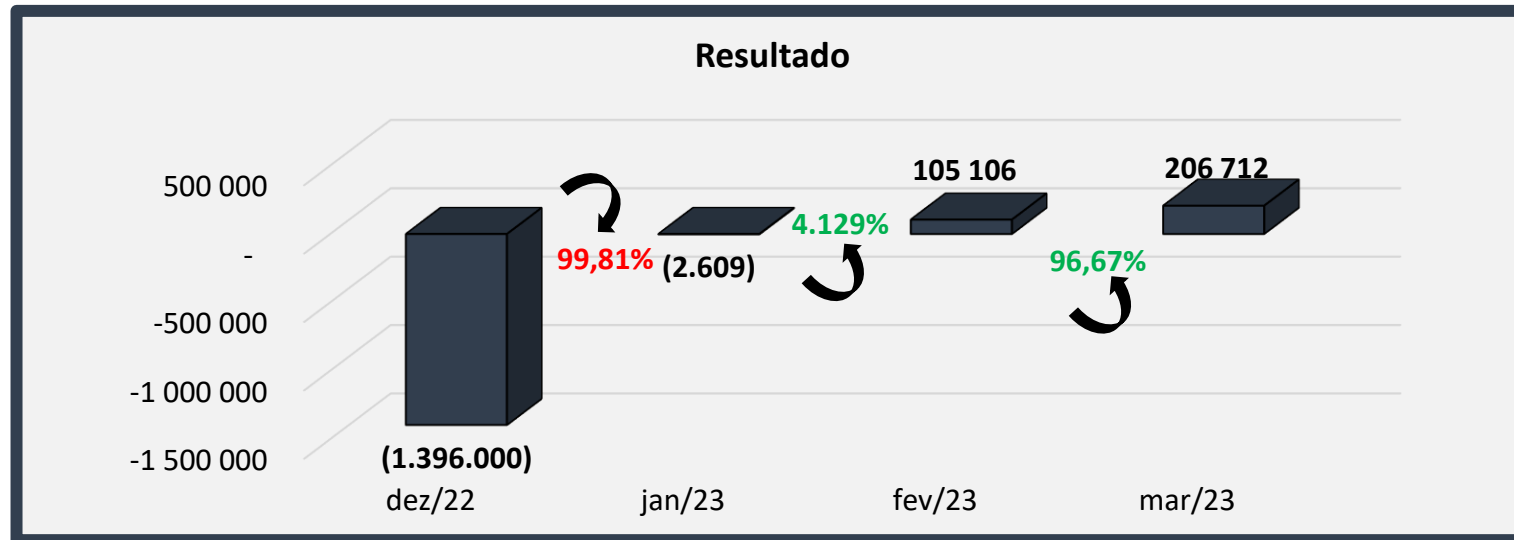 Resultado
500 000
-
-500 000
-1 000 000
-1 500 000
(1.396.000)
99,81%
(2.609)
4.129%
105 106
96,67%
206 712
dez/22
jan/23
fev/23
mar/23